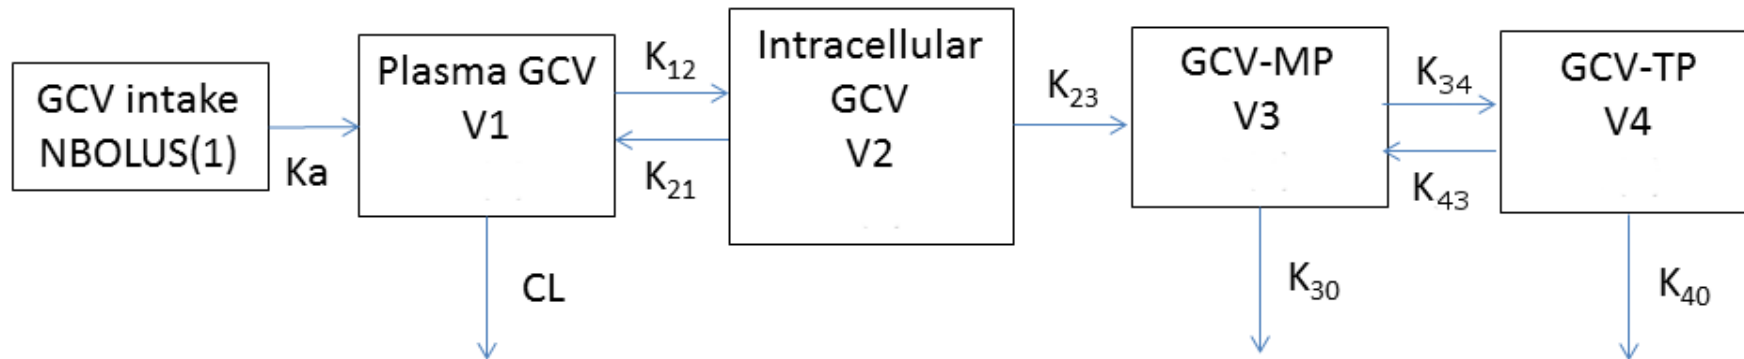 GCV intake
NBOLUS(1)
Ka
Plasma GCV
V1
CL
K12
K21
Intracellular
GCV
V2
K23
GCV-MP
V3
K30
K34
K43
GCV-TP
V4
K40